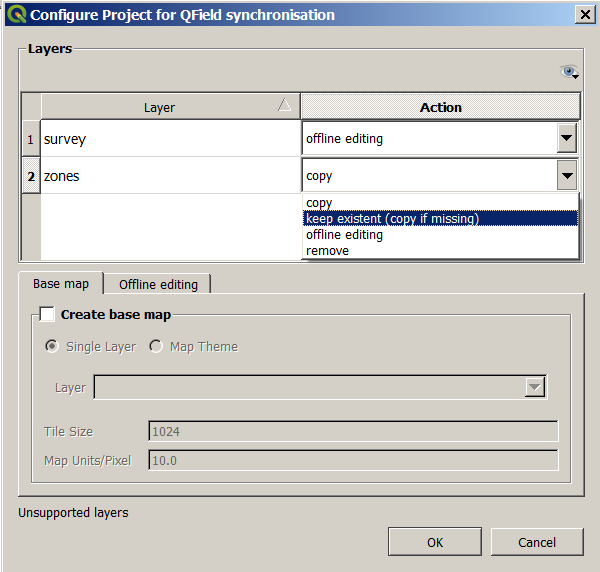 Configure Project for QField synchronisation
Layers
Layer Action
1 survey offline editing
2 zones copy
copy
keep existent (copy if missing)
offline editing
remove
Base map Offline editing
Create base map
Single Layer Map Theme
Layer
Tile Size 1024
Map Units/Pixel 10.0
Unsupported layers
OK Cancel